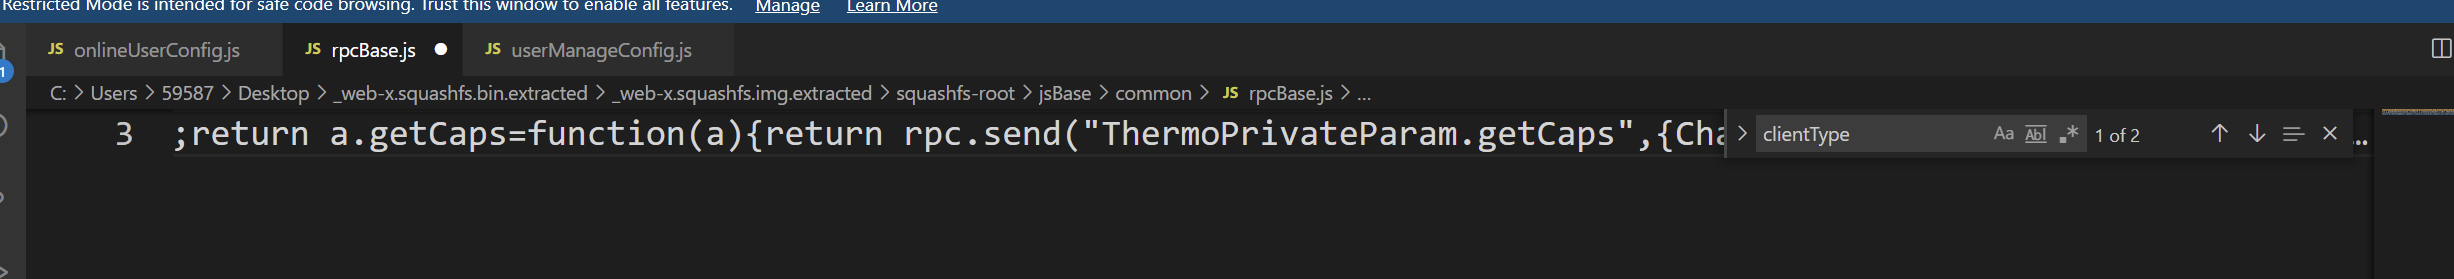 Restricted Mode is intended for safe code browsing. Trust this window to enable all features. Manage Learn More
JS onlineUserConfig.js JS rpcBase.js JS userManageConfig.js
1
C: > Users > 59587 > Desktop > _web-x.squashfs.bin.extracted > _web-x.squashfs.img.extracted > squashfs-root > jsBase > common > JS rpcBase.js > ...
3 ;return a.getCaps=function(a){return rpc.send("ThermoPrivateParam.getCaps",{Cha
clientType Aa Abl .* 1 of 2